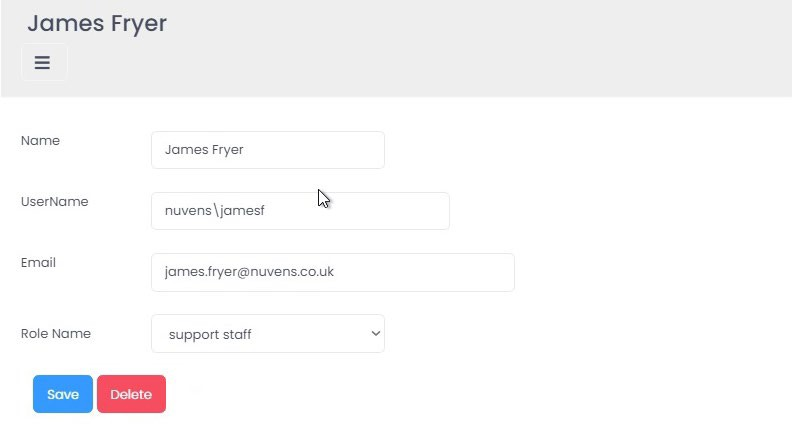 James Fryer
Name
James Fryer
UserName
nuvens\jamesf
Email
james.fryer@nuvens.co.uk
Role Name
support staff
Save Delete